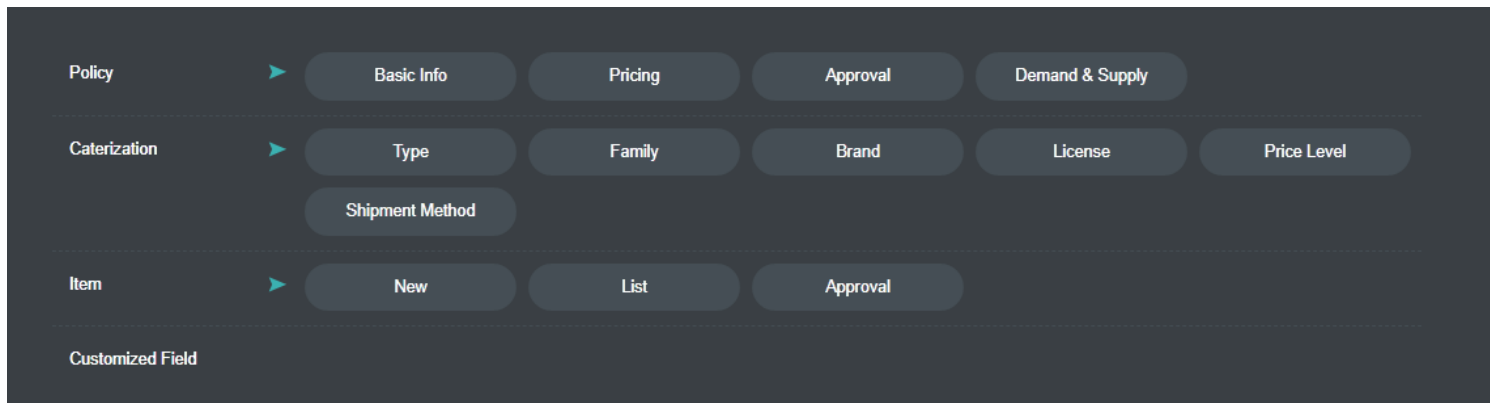 Policy Basic Info Pricing Approval Demand & Supply
Caterization Type Family Brand License Price Level
Shipment Method
Item New List Approval
Customized Field